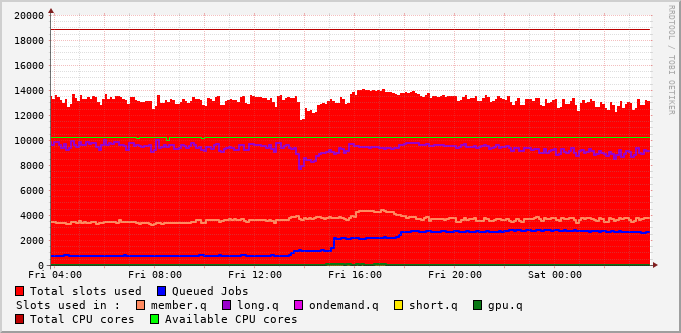 20000
18000
16000
14000
12000
10000
8000
6000
4000
2000
0
Fri 04:00 Fri 08:00 Fri 12:00 Fri 16:00 Fri 20:00 Sat 00:00
Total slots used Queued Jobs
Slots used in : member.q long.q ondemand.q short.q gpu.q
Total CPU cores Available CPU cores
RRDTOOL / TOBI OETIKER